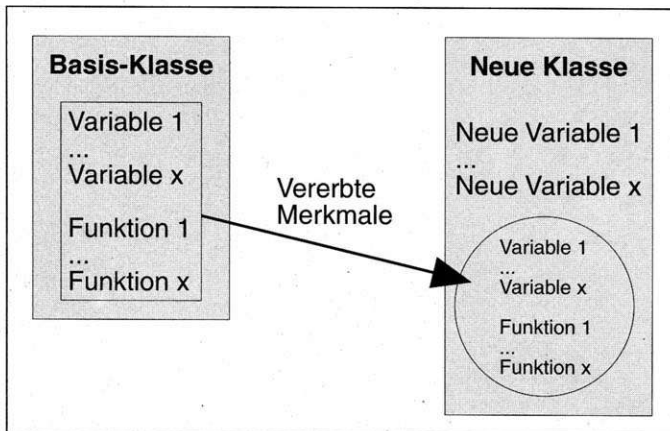 Basis-Klasse
Variable 1
...
Variable x
Funktion 1
...
Funktion x
Vererbte
Merkmale
Neue Klasse
Neue Variable 1
...
Neue Variable x
Variable 1
...
Variable x
Funktion 1
...
Funktion x